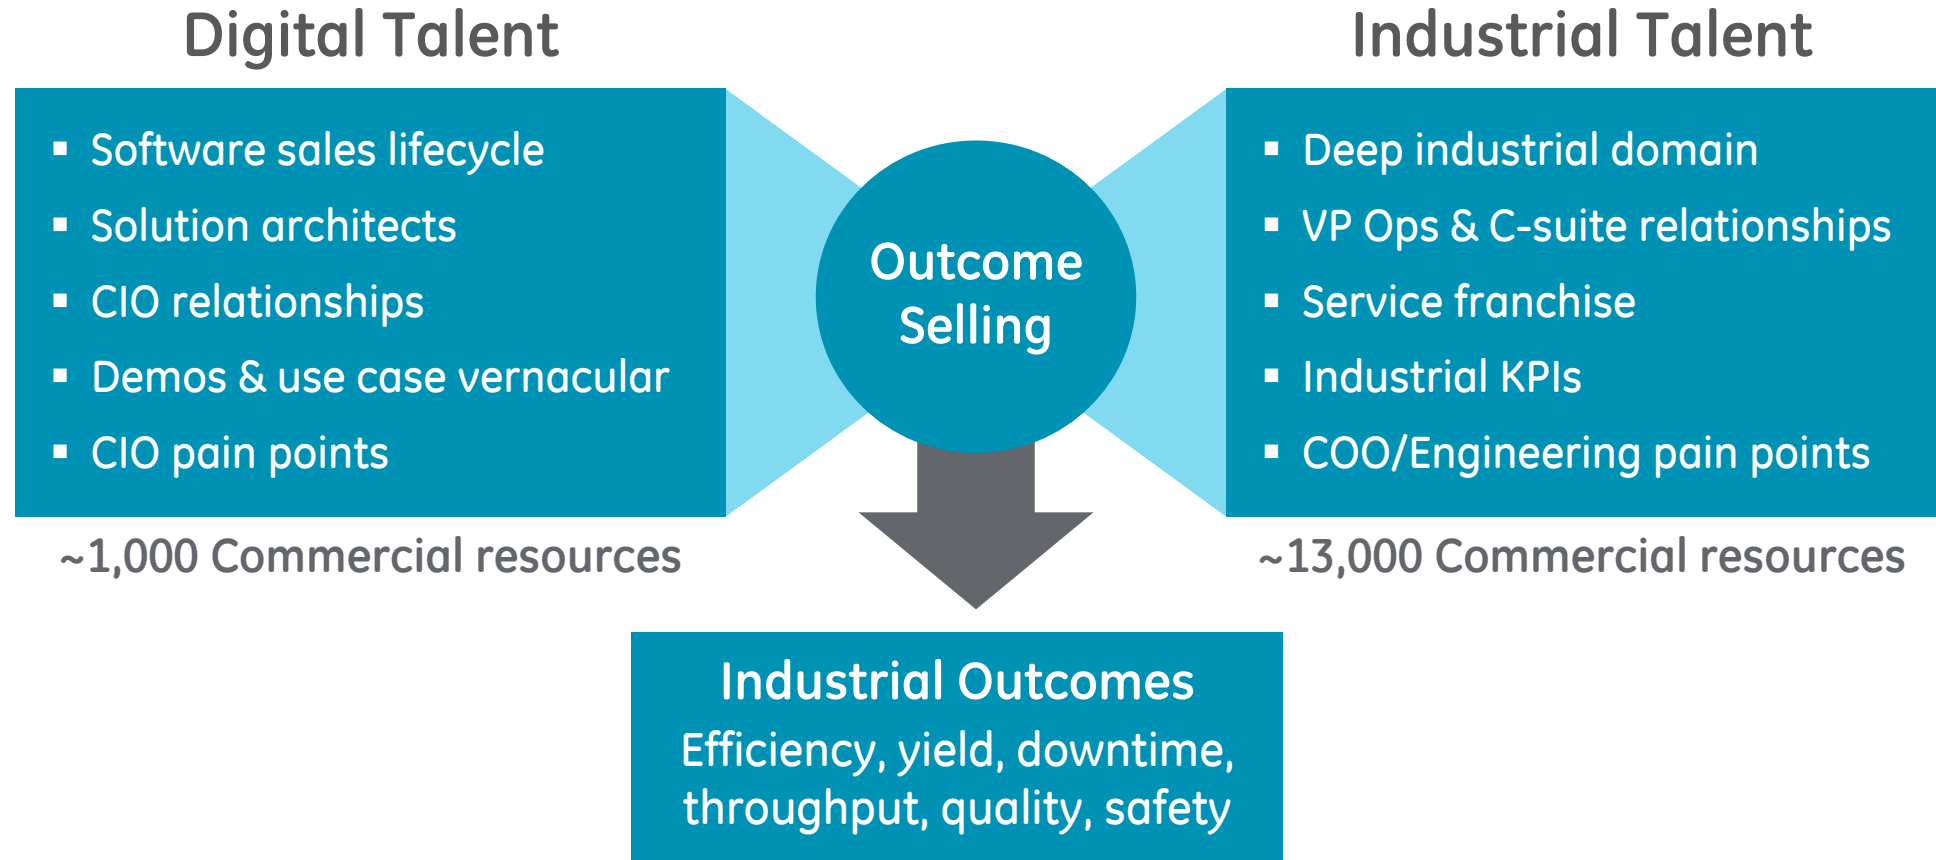 Digital Talent
▪ Software sales lifecycle
▪ Solution architects
▪ CIO relationships
▪ Demos & use case vernacular
▪ CIO pain points
~1,000 Commercial resources
Outcome
Selling
Industrial Talent
▪ Deep industrial domain
▪ VP Ops & C-suite relationships
▪ Service franchise
▪ Industrial KPIs
▪ COO/Engineering pain points
~13,000 Commercial resources
Industrial Outcomes
Efficiency, yield, downtime,
throughput, quality, safety